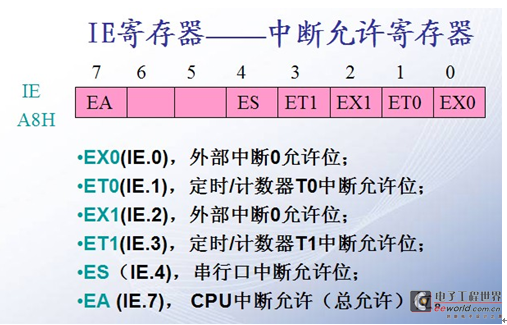 IE寄存器——中断允许寄存器
7 6 5 4 3 2 1 0
IE
A8H
EA ES ET1 EX1 ET0 EX0
•EX0(IE.0)，外部中断0允许位；
•ET0(IE.1)，定时/计数器T0中断允许位；
•EX1(IE.2)，外部中断0允许位；
•ET1(IE.3)，定时/计数器T1中断允许位；
•ES（IE.4)，串行口中断允许位；
•EA (IE.7)， CPU中断允许（总允许）
电子工程世界
eeworld.com.cn